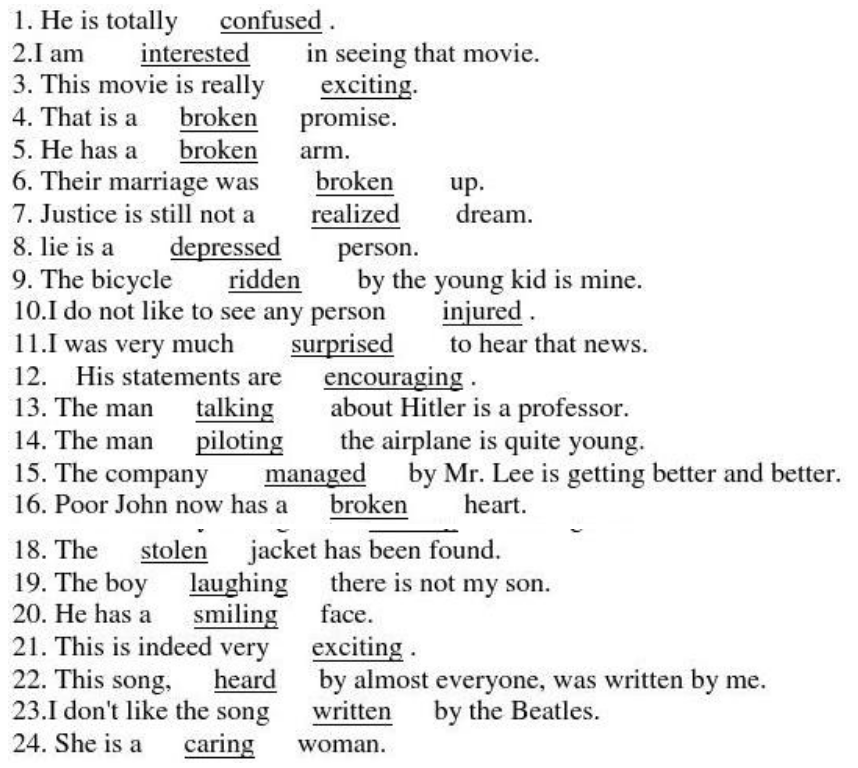 1. He is totally confused .
2.I am interested in seeing that movie.
3. This movie is really exciting.
4. That is a broken promise.
5. He has a broken arm.
6. Their marriage was broken up.
7. Justice is still not a realized dream.
8. lie is a depressed person.
9. The bicycle ridden by the young kid is mine.
10.I do not like to see any person injured .
11.I was very much surprised to hear that news.
12. His statements are encouraging .
13. The man talking about Hitler is a professor.
14. The man piloting the airplane is quite young.
15. The company managed by Mr. Lee is getting better and better.
16. Poor John now has a broken heart.
18. The stolen jacket has been found.
19. The boy laughing there is not my son.
20. He has a smiling face.
21. This is indeed very exciting .
22. This song, heard by almost everyone, was written by me.
23.I don't like the song written by the Beatles.
24. She is a caring woman.